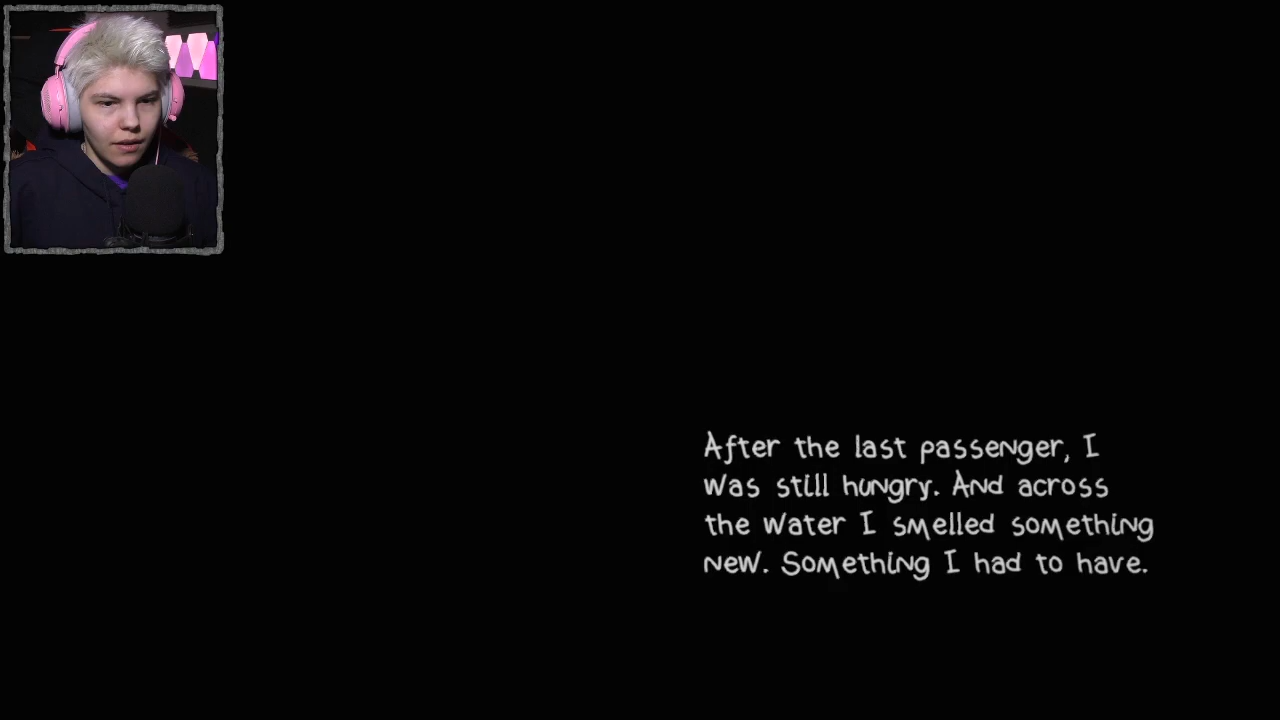 After the last passenger, I
was still hungry. And across
the water I smelled something
new. Something I had to have.